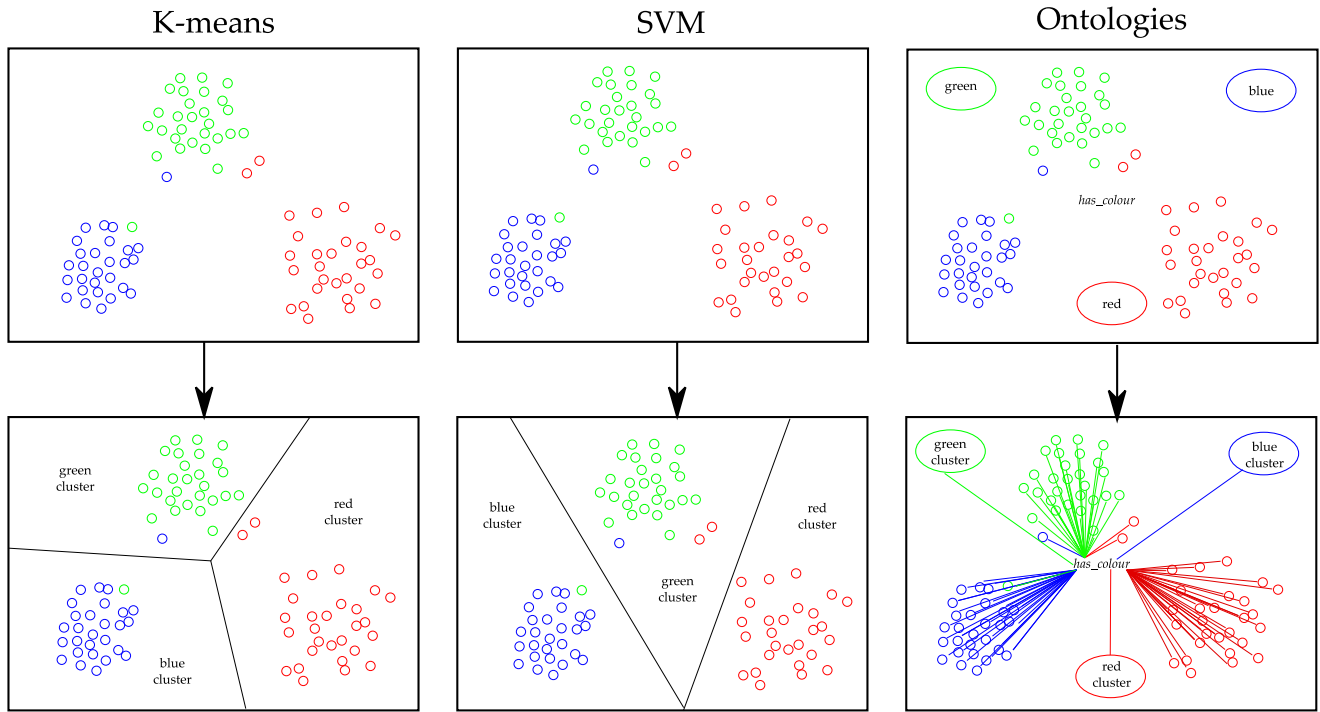 K-means
SVM
Ontologies
green
blue
has_colour
red
green
cluster
red
cluster
blue
cluster
blue
cluster
green
cluster
red
cluster
green
cluster
blue
cluster
has_colour
red
cluster